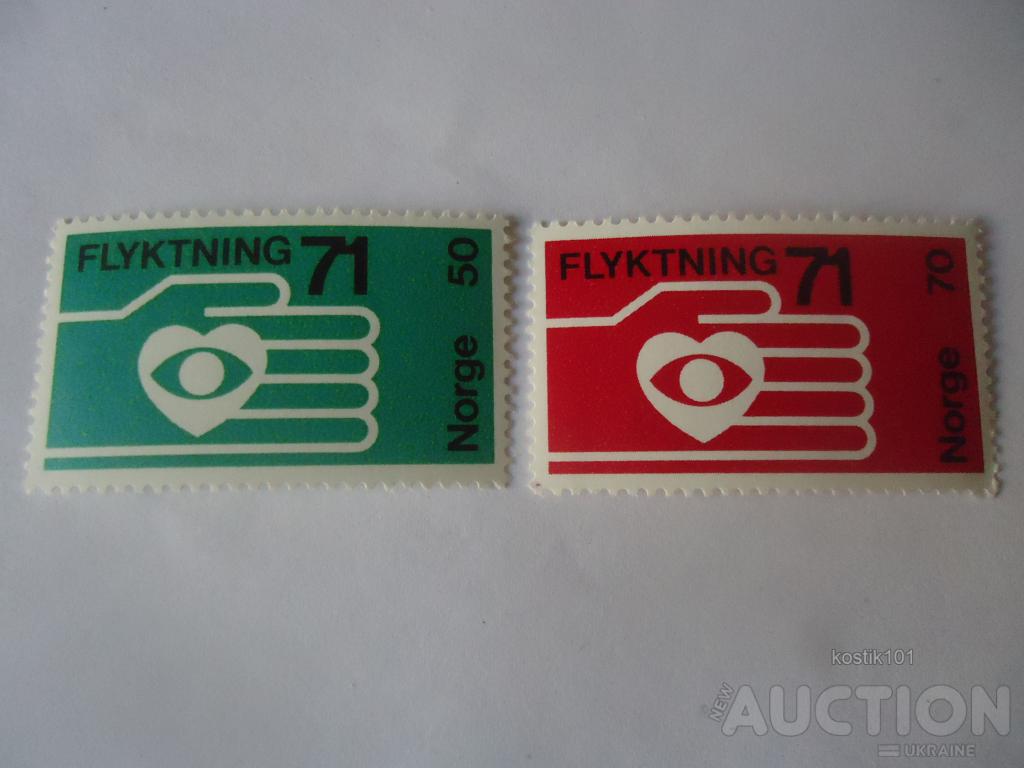 FLYKTNING 71
Norge 50
FLYKTNING 71
Norge 70
kostik101
NEW AUCTION
UKRAINE